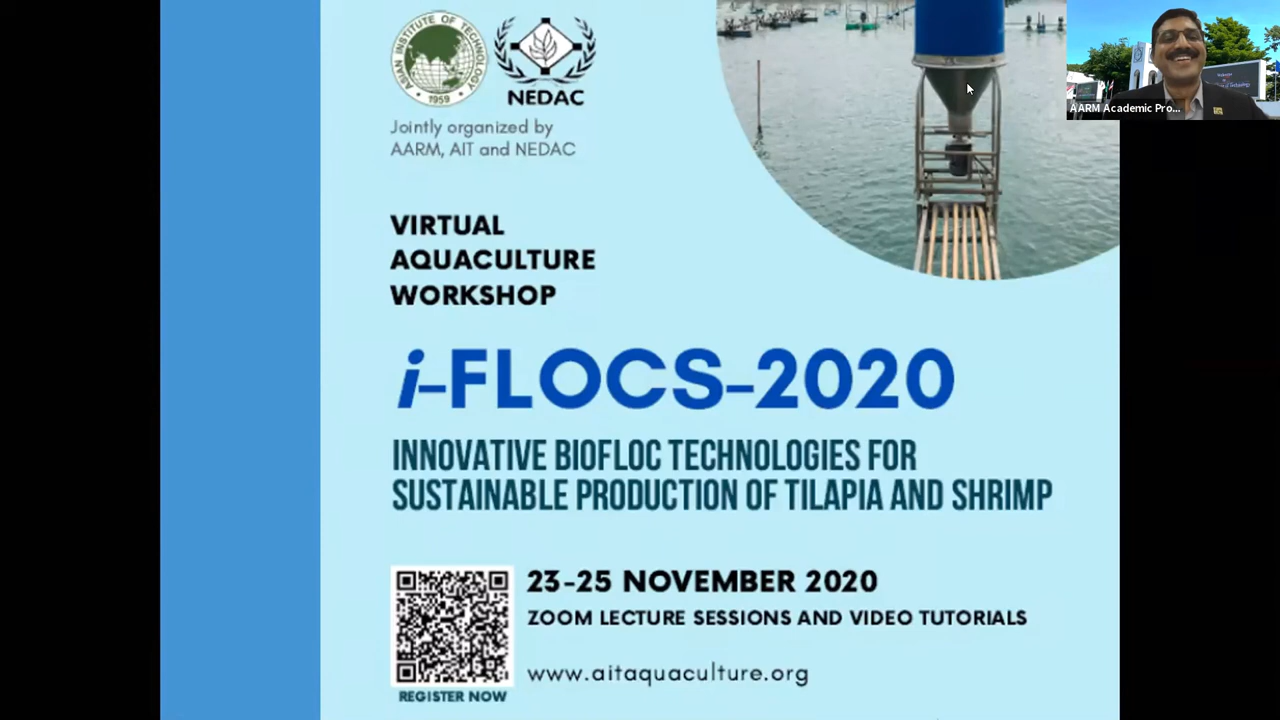 ASIAN INSTITUTE OF TECHNOLOGY
1959
NEDAC
Jointly organized by
AARM, AIT and NEDAC
VIRTUAL
AQUACULTURE
WORKSHOP
i-FLOCS-2020
INNOVATIVE BIOFLOC TECHNOLOGIES FOR
SUSTAINABLE PRODUCTION OF TILAPIA AND SHRIMP
23-25 NOVEMBER 2020
ZOOM LECTURE SESSIONS AND VIDEO TUTORIALS
www.aitaquaculture.org
REGISTER NOW
AARM Academic Pro...